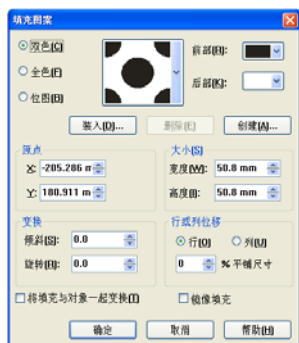 填充图案
双色(C) 前部(R):
全色(F) 后部(K):
位图(B)
装入(D)... 删除(E) 创建(A)...
原点 大小(S)
X: -205.286 m 宽度(W): 50.8 mm
Y: 180.911 m 高度(I): 50.8 mm
变换 行或列位移
倾斜(S): 0.0 行(O) 列(U)
旋转(R): 0.0 0 % 平铺尺寸
将填充与对象一起变换(T) 镜像填充
确定 取消 帮助(H)